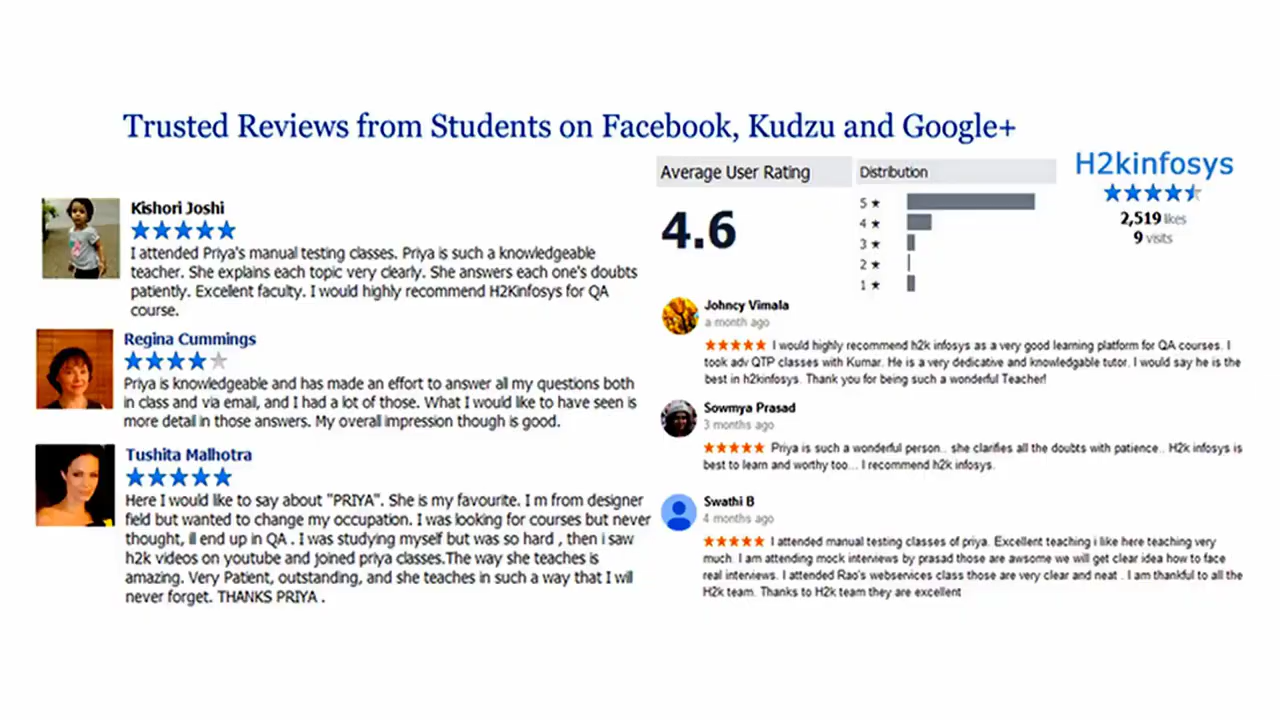 Trusted Reviews from Students on Facebook, Kudzu and Google+
Kishori Joshi
I attended Priya's manual testing classes. Priya is such a knowledgeable
teacher. She explains each topic very clearly. She answers each one's doubts
patiently. Excellent faculty. I would highly recommend H2Kinfosys for QA
course.
Regina Cummings
Priya is knowledgeable and has made an effort to answer all my questions both
in class and via email, and I had a lot of those. What I would like to have seen is
more detail in those answers. My overall impression though is good.
Tushita Malhotra
Here I would like to say about "PRIYA". She is my favourite. I m from designer
field but wanted to change my occupation. I was looking for courses but never
thought, ill end up in QA . I was studying myself but was so hard , then i saw
h2k videos on youtube and joined priya classes.The way she teaches is
amazing. Very Patient, outstanding, and she teaches in such a way that I will
never forget. THANKS PRIYA .
Average User Rating
4.6
Distribution
5 ★
4 ★
3 ★
2 ★
1 ★
H2kinfosys
2,519 likes
9 visits
Johncy Vimala
a month ago
★★★★★ I would highly recommend h2k infosys as a very good learning platform for QA courses. I
took adv QTP classes with Kumar. He is a very dedicative and knowledgable tutor. I would say he is the
best in h2kinfosys. Thank you for being such a wonderful Teacher!
Sowmya Prasad
3 months ago
★★★★★ Priya is such a wonderful person.. she clarifies all the doubts with patience.. H2k infosys is
best to learn and worthy too... I recommend h2k infosys.
Swathi B
4 months ago
★★★★★ I attended manual testing classes of priya. Excellent teaching i like here teaching very
much. I am attending mock interviews by prasad those are awsome we will get clear idea how to face
real interviews. I attended Rao's webservices class those are very clear and neat . I am thankful to all the
H2k team. Thanks to H2k team they are excellent